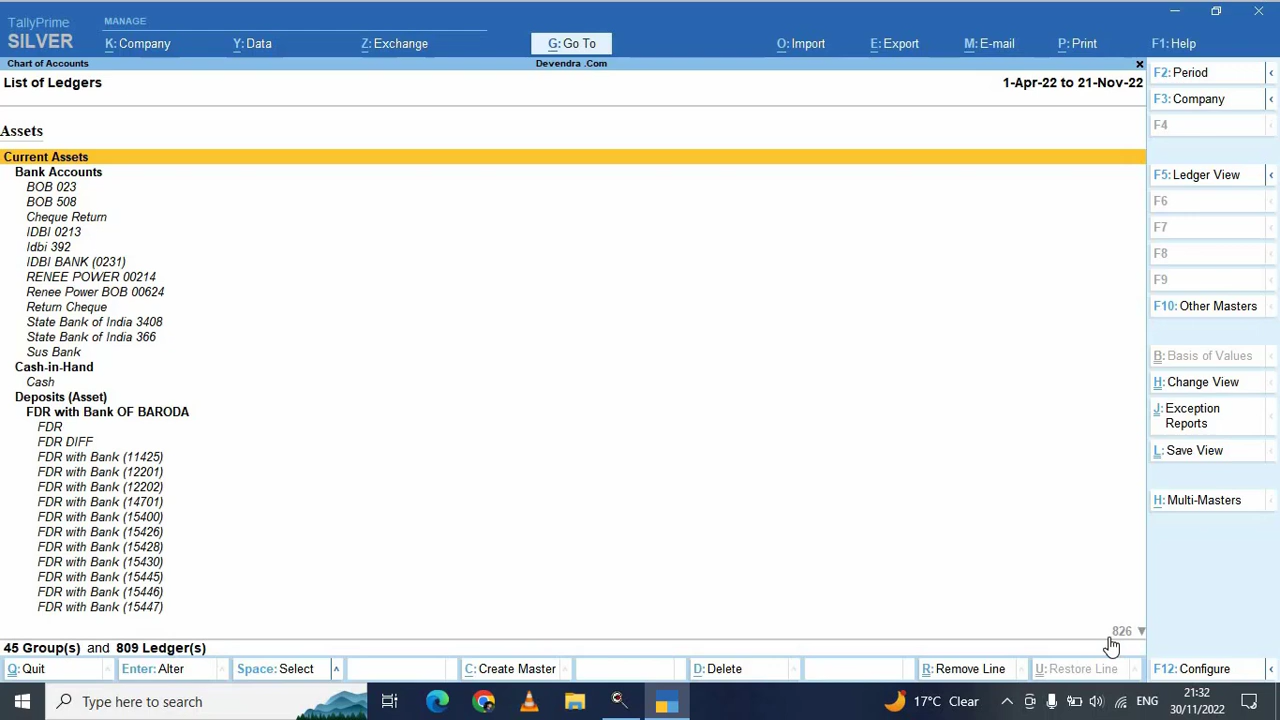 TallyPrime
SILVER
MANAGE
K: Company
Y: Data
Z: Exchange
G: Go To
O: Import
E: Export
M: E-mail
P: Print
F1: Help
Chart of Accounts
Devendra .Com
List of Ledgers
1-Apr-22 to 21-Nov-22
Assets
Current Assets
Bank Accounts
BOB 023
BOB 508
Cheque Return
IDBI 0213
Idbi 392
IDBI BANK (0231)
RENEE POWER 00214
Renee Power BOB 00624
Return Cheque
State Bank of India 3408
State Bank of India 366
Sus Bank
Cash-in-Hand
Cash
Deposits (Asset)
FDR with Bank OF BARODA
FDR
FDR DIFF
FDR with Bank (11425)
FDR with Bank (12201)
FDR with Bank (12202)
FDR with Bank (14701)
FDR with Bank (15400)
FDR with Bank (15426)
FDR with Bank (15428)
FDR with Bank (15430)
FDR with Bank (15445)
FDR with Bank (15446)
FDR with Bank (15447)
826
45 Group(s) and 809 Ledger(s)
F2: Period
F3: Company
F4
F5: Ledger View
F6
F7
F8
F9
F10: Other Masters
B: Basis of Values
H: Change View
J: Exception
Reports
L: Save View
H: Multi-Masters
Q: Quit
Enter: Alter
Space: Select
C: Create Master
D: Delete
R: Remove Line
U: Restore Line
F12: Configure
Type here to search
17°C Clear
ENG
21:32
30/11/2022